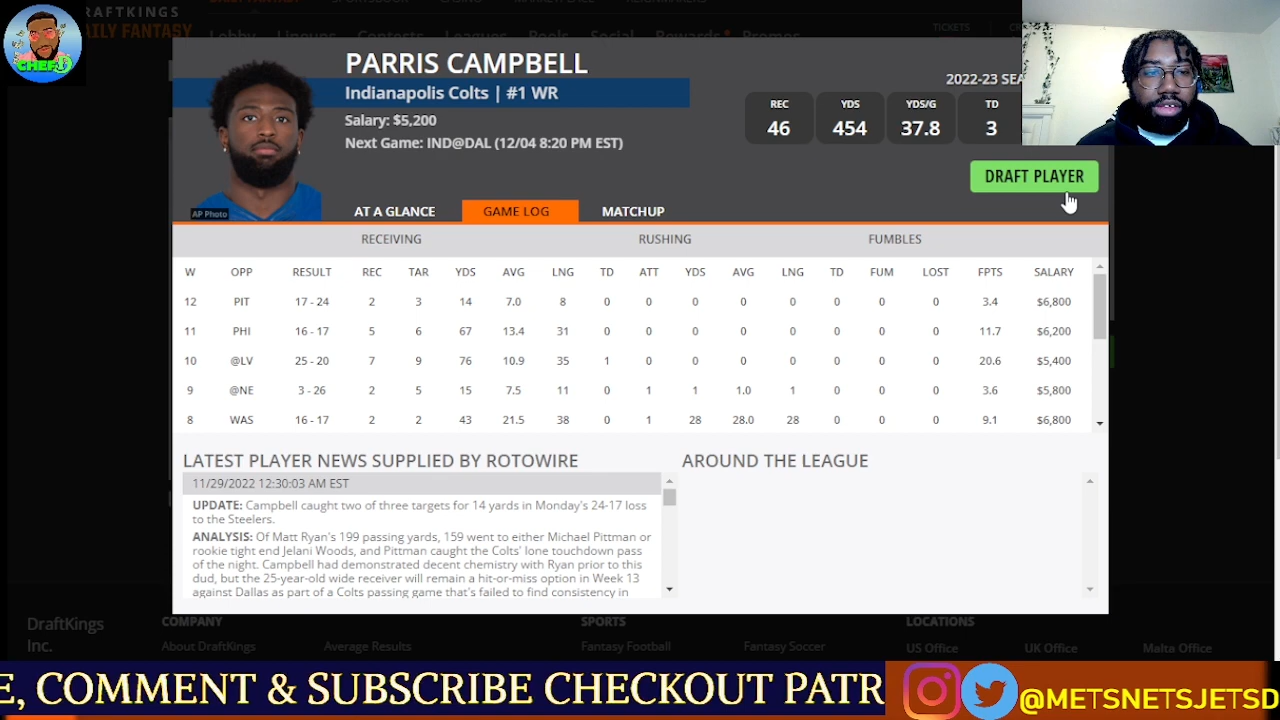 DRAFTKINGS
DAILY FANTASY
CHEF
Lobby Lineups Contests Leagues Pools Social Rewards Promos
TICKETS
PARRIS CAMPBELL
Indianapolis Colts | #1 WR
Salary: $5,200
Next Game: IND@DAL (12/04 8:20 PM EST)
2022-23 SEA
REC YDS YDS/G TD
46 454 37.8 3
DRAFT PLAYER
AP Photo
AT A GLANCE GAME LOG MATCHUP
RECEIVING RUSHING FUMBLES
W OPP RESULT REC TAR YDS AVG LNG TD ATT YDS AVG LNG TD FUM LOST FPTS SALARY
12 PIT 17 - 24 2 3 14 7.0 8 0 0 0 0 0 0 0 0 3.4 $6,800
11 PHI 16 - 17 5 6 67 13.4 31 0 0 0 0 0 0 0 0 11.7 $6,200
10 @LV 25 - 20 7 9 76 10.9 35 1 0 0 0 0 0 0 0 20.6 $5,400
9 @NE 3 - 26 2 5 15 7.5 11 0 1 1 1.0 1 0 0 0 3.6 $5,800
8 WAS 16 - 17 2 2 43 21.5 38 0 1 28 28.0 28 0 0 0 9.1 $6,800
LATEST PLAYER NEWS SUPPLIED BY ROTOWIRE
AROUND THE LEAGUE
11/29/2022 12:30:03 AM EST
UPDATE: Campbell caught two of three targets for 14 yards in Monday's 24-17 loss
to the Steelers.
ANALYSIS: Of Matt Ryan's 199 passing yards, 159 went to either Michael Pittman or
rookie tight end Jelani Woods, and Pittman caught the Colts' lone touchdown pass
of the night. Campbell had demonstrated decent chemistry with Ryan prior to this
dud, but the 25-year-old wide receiver will remain a hit-or-miss option in Week 13
against Dallas as part of a Colts passing game that's failed to find consistency in
DraftKings
Inc.
COMPANY SPORTS LOCATIONS
About DraftKings Average Results Fantasy Football Fantasy Soccer US Office UK Office Malta Office
E, COMMENT & SUBSCRIBE CHECKOUT PATR
@METSNETSJETSD